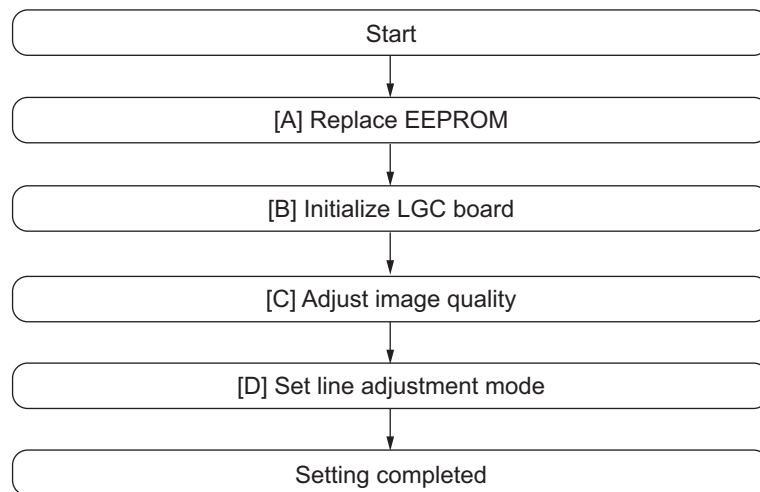 Start
[A] Replace EEPROM
[B] Initialize LGC board
[C] Adjust image quality
[D] Set line adjustment mode
Setting completed